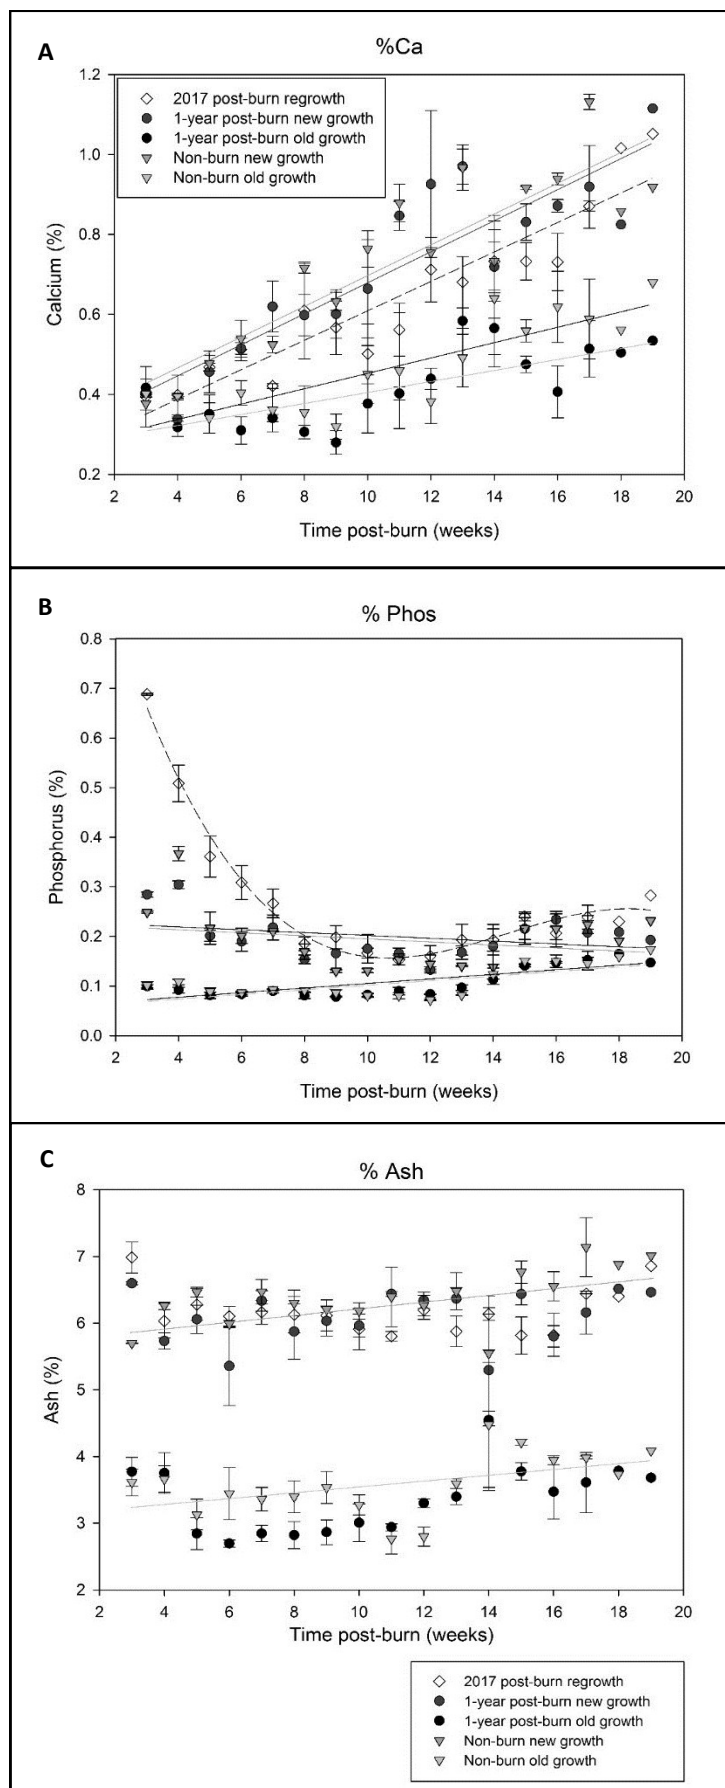 A
%Ca
1.2
1.0
0.8
0.6
0.4
0.2
Calcium (%)
2017 post-burn regrowth
1-year post-burn new growth
1-year post-burn old growth
Non-burn new growth
Non-burn old growth
2 4 6 8 10 12 14 16 18 20
Time post-burn (weeks)
B
% Phos
0.8
0.7
0.6
0.5
0.4
0.3
0.2
0.1
0.0
Phosphorus (%)
2 4 6 8 10 12 14 16 18 20
Time post-burn (weeks)
C
% Ash
8
7
6
5
4
3
2
Ash (%)
2 4 6 8 10 12 14 16 18 20
Time post-burn (weeks)
2017 post-burn regrowth
1-year post-burn new growth
1-year post-burn old growth
Non-burn new growth
Non-burn old growth